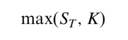 max(S_T, K)